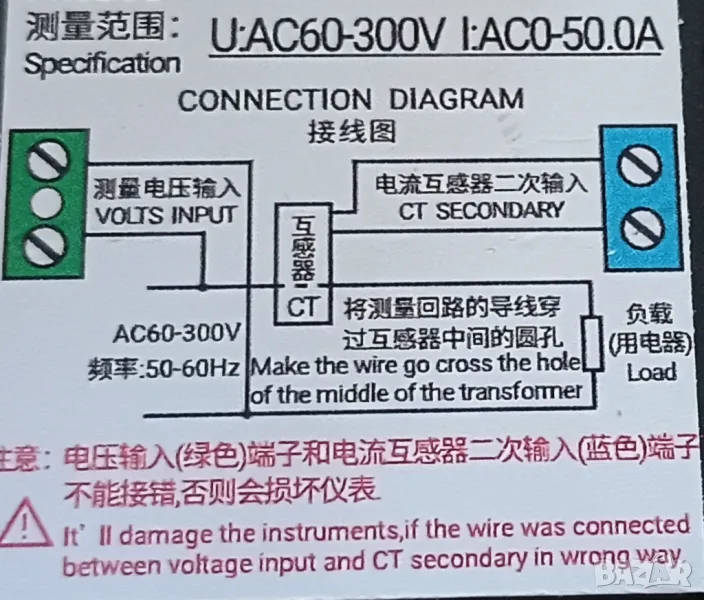 测量范围: U:AC60-300V I:AC0-50.0A
Specification
CONNECTION DIAGRAM
接线图
测量电压输入
VOLTS INPUT
电流互感器二次输入
CT SECONDARY
互感器
CT
AC60-300V
频率:50-60Hz
将测量回路的导线穿
过互感器中间的圆孔
Make the wire go cross the hole
of the middle of the transformer
负载
(用电器)
Load
注意: 电压输入(绿色)端子和电流互感器二次输入(蓝色)端子
不能接错,否则会损坏仪表.
It' ll damage the instruments,if the wire was connected
between voltage input and CT secondary in wrong way.
BAZAR